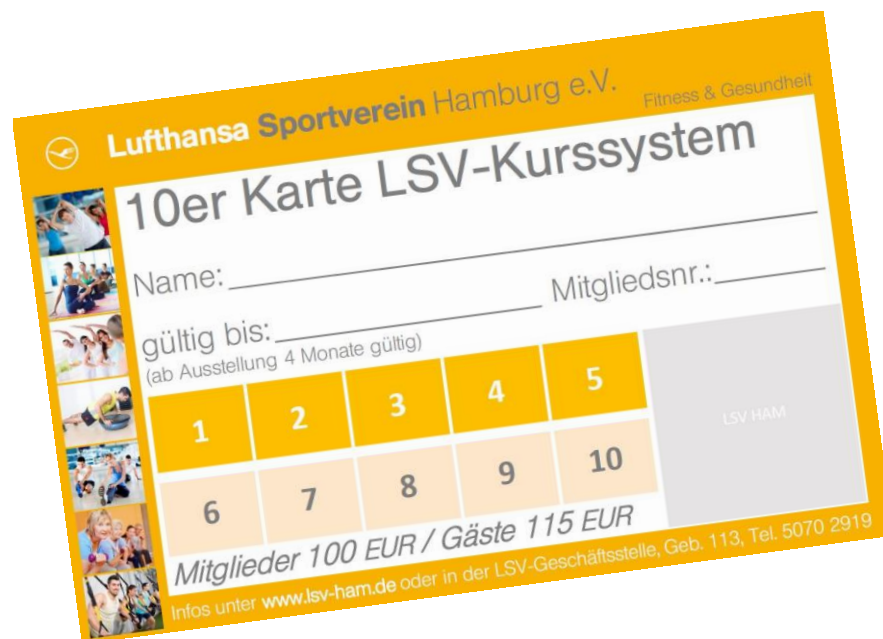 Lufthansa Sportverein Hamburg e.V.
Fitness & Gesundheit
10er Karte LSV-Kurssystem
Name:
gültig bis: Mitgliedsnr.:
(ab Ausstellung 4 Monate gültig)
1 2 3 4 5
LSV HAM
6 7 8 9 10
Mitglieder 100 EUR / Gäste 115 EUR
Infos unter www.lsv-ham.de oder in der LSV-Geschäftsstelle, Geb. 113, Tel. 5070 2919